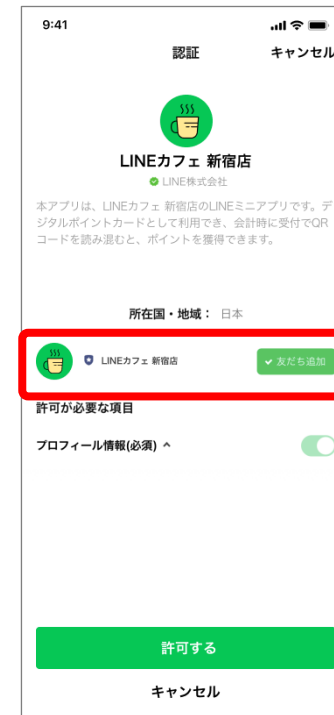 9:41
認証
キャンセル
LINEカフェ 新宿店
LINE株式会社
本アプリは、LINEカフェ 新宿店のLINEミニアプリです。デ
ジタルポイントカードとして利用でき、会計時に受付でQR
コードを読み混むと、ポイントを獲得できま
す。
所在国・地域： 日本
LINEカフェ 新宿店
友だち追加
許可が必要な項目
プロフィール情報(必須)
許可する
キャンセル